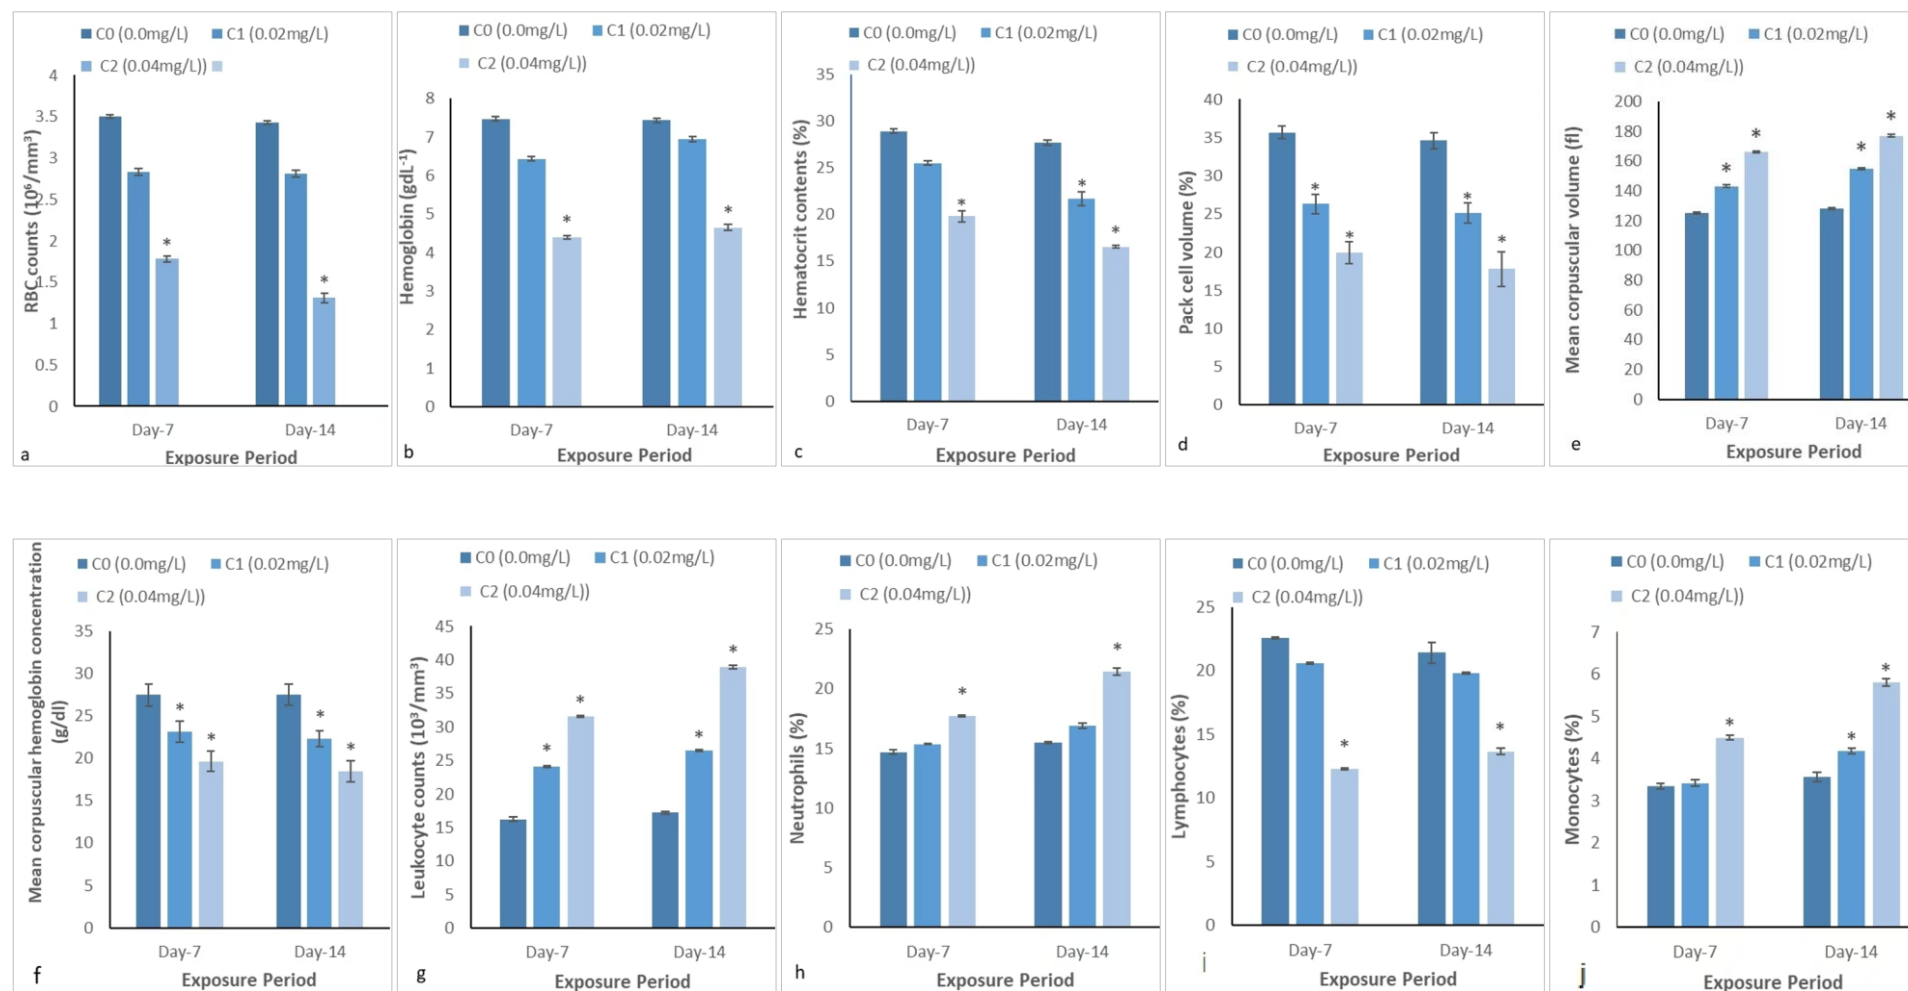 C0 (0.0mg/L) C1 (0.02mg/L)
C2 (0.04mg/L))
RBC counts (10⁶/mm³)
4
3.5
3
2.5
2
1.5
1
0.5
0
* *
Day-7 Day-14
Exposure Period
a
C0 (0.0mg/L) C1 (0.02mg/L)
C2 (0.04mg/L))
Hemoglobin (gdL⁻¹)
8
7
6
5
4
3
2
1
0
* *
Day-7 Day-14
Exposure Period
b
C0 (0.0mg/L) C1 (0.02mg/L)
C2 (0.04mg/L))
Hematocrit contents (%)
35
30
25
20
15
10
5
0
* * *
Day-7 Day-14
Exposure Period
c
C0 (0.0mg/L) C1 (0.02mg/L)
C2 (0.04mg/L))
Pack cell volume (%)
40
35
30
25
20
15
10
5
0
* * * *
Day-7 Day-14
Exposure Period
d
C0 (0.0mg/L) C1 (0.02mg/L)
C2 (0.04mg/L))
Mean corpuscular volume (fl)
200
180
160
140
120
100
80
60
40
20
0
* * * *
Day-7 Day-14
Exposure Period
e
C0 (0.0mg/L) C1 (0.02mg/L)
C2 (0.04mg/L))
Mean corpuscular hemoglobin concentration
(g/dl)
35
30
25
20
15
10
5
0
* * * *
Day-7 Day-14
Exposure Period
f
C0 (0.0mg/L) C1 (0.02mg/L)
C2 (0.04mg/L))
Leukocyte counts (10³/mm³)
45
40
35
30
25
20
15
10
5
0
* * * *
Day-7 Day-14
Exposure Period
g
C0 (0.0mg/L) C1 (0.02mg/L)
C2 (0.04mg/L))
Neutrophils (%)
25
20
15
10
5
0
* *
Day-7 Day-14
Exposure Period
h
C0 (0.0mg/L) C1 (0.02mg/L)
C2 (0.04mg/L))
Lymphocytes (%)
25
20
15
10
5
0
* *
Day-7 Day-14
Exposure Period
i
C0 (0.0mg/L) C1 (0.02mg/L)
C2 (0.04mg/L))
Monocytes (%)
7
6
5
4
3
2
1
0
* * *
Day-7 Day-14
Exposure Period
j